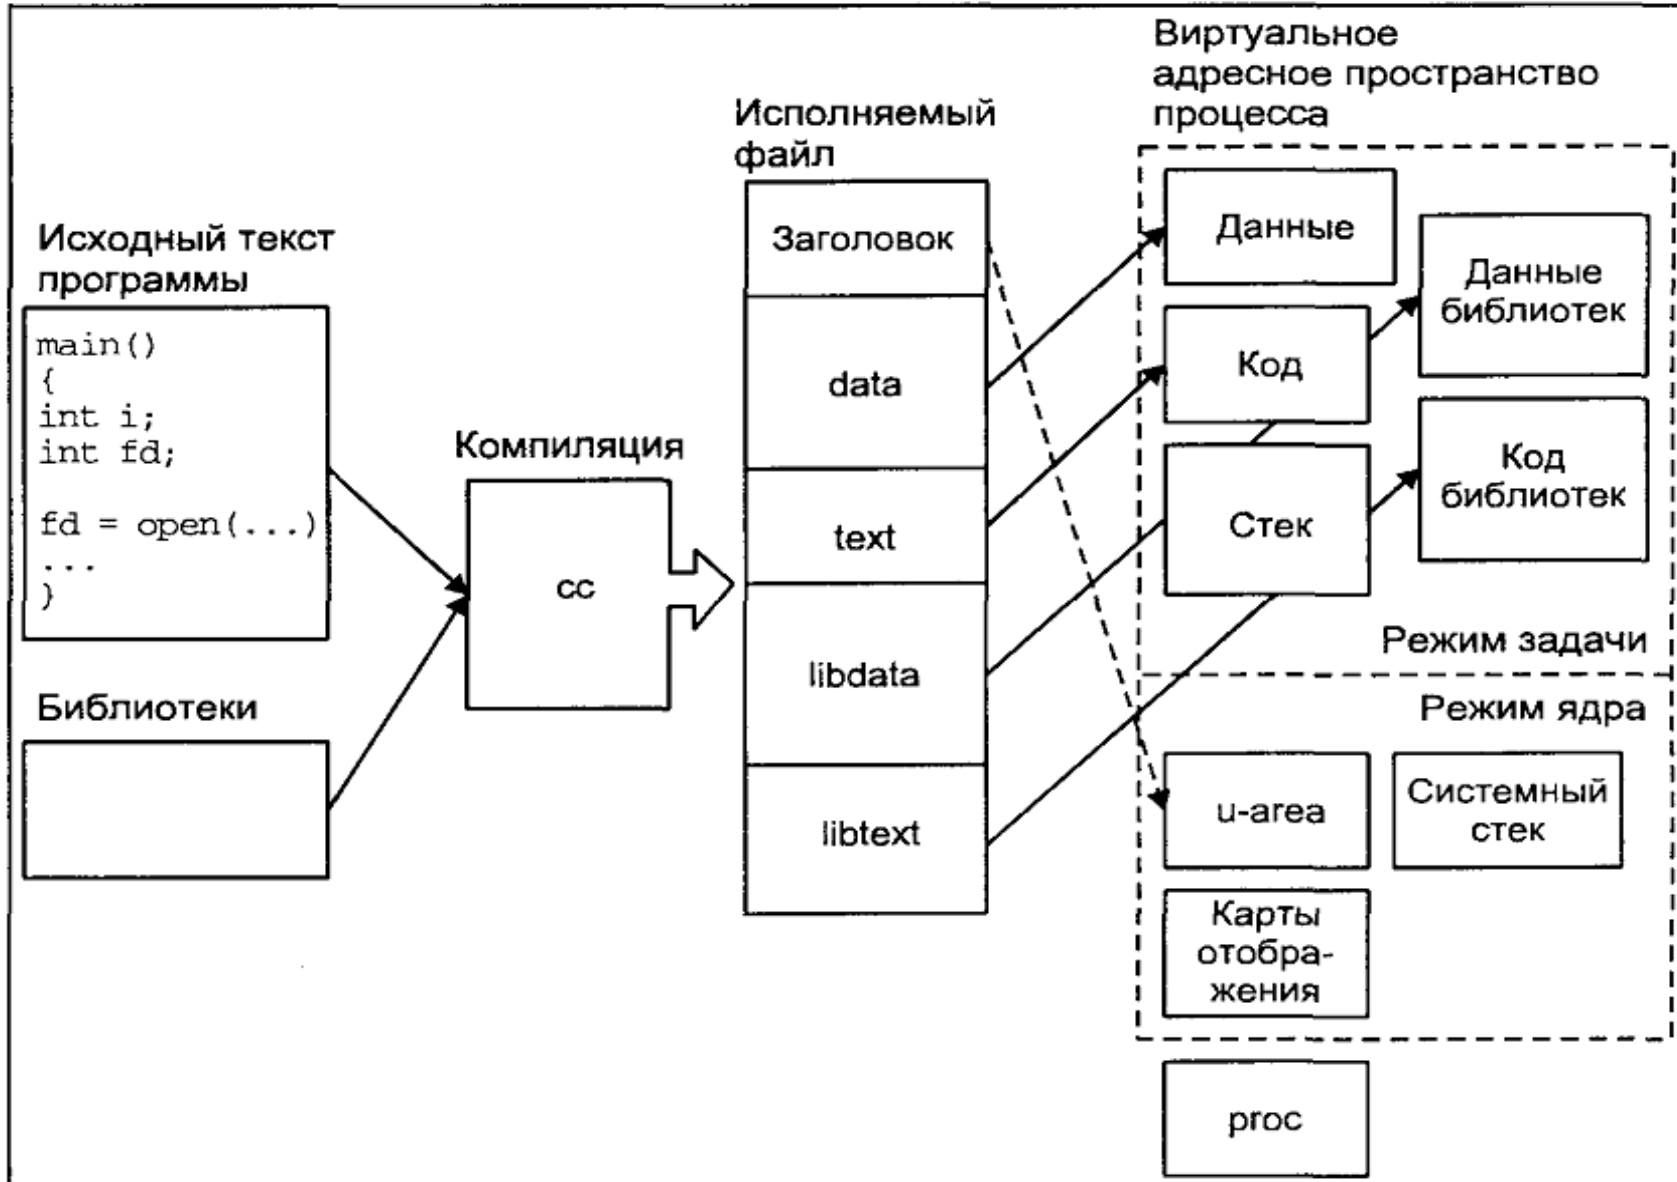 Исходный текст
программы
main()
{
int i;
int fd;
fd = open(...)
...
}
Библиотеки
Компиляция
cc
Исполняемый
файл
Заголовок
data
text
libdata
libtext
Виртуальное
адресное пространство
процесса
Данные
Данные
библиотек
Код
Код
библиотек
Стек
Режим задачи
Режим ядра
u-area
Системный
стек
Карты
отобра-
жения
proc